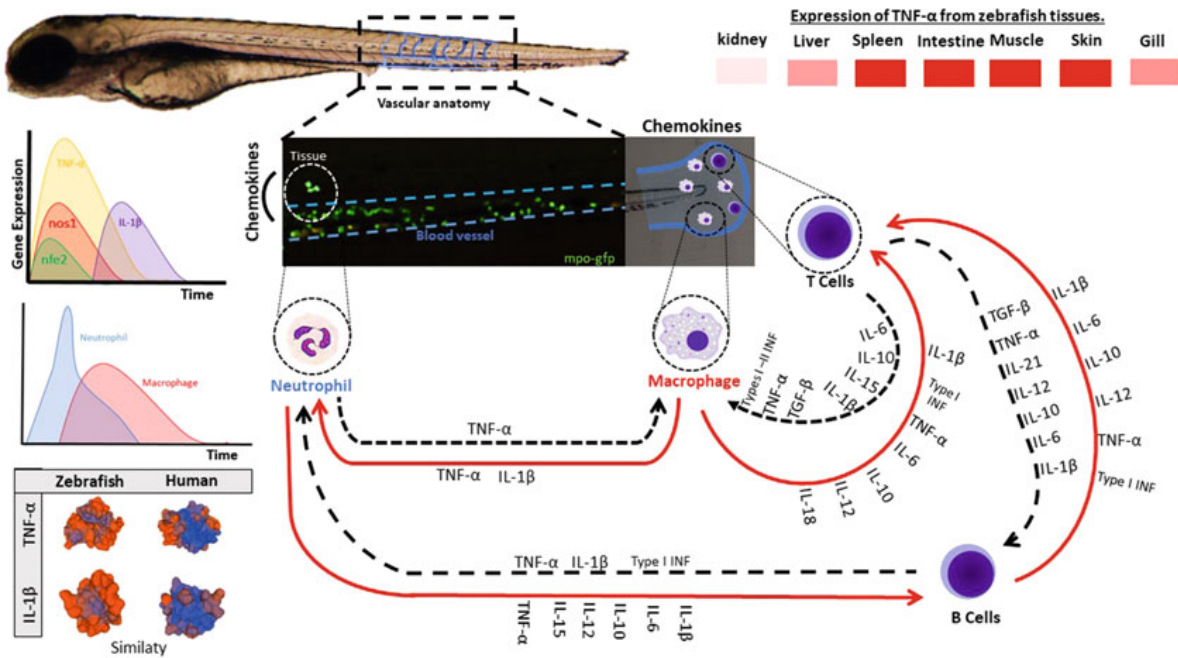 Expression of TNF-α from zebrafish tissues.
kidney Liver Spleen Intestine Muscle Skin Gill
Vascular anatomy
Chemokines
Tissue
Blood vessel
mpo-gfp
Chemokines
Gene Expression
TNF-α
nos1
nfe2
IL-1β
Time
Neutrophil
Macrophage
Time
Zebrafish Human
TNF-α
IL-1β
Similaty
Neutrophil
Macrophage
T Cells
B Cells
TNF-α
TNF-α IL-1β
IL-6
IL-10
IL-15
IL-1β
TGF-β
TNF-α
Types I –II INF
IL-1β
Type I
INF
TNF-α
IL-6
IL-10
IL-12
IL-18
TGF-β
TNF-α
IL-21
IL-12
IL-10
IL-6
IL-1β
IL-1β
IL-6
IL-10
IL-12
TNF-α
Type I INF
TNF-α IL-1β Type I INF
TNF-α
IL-15
IL-12
IL-10
IL-6
IL-1β